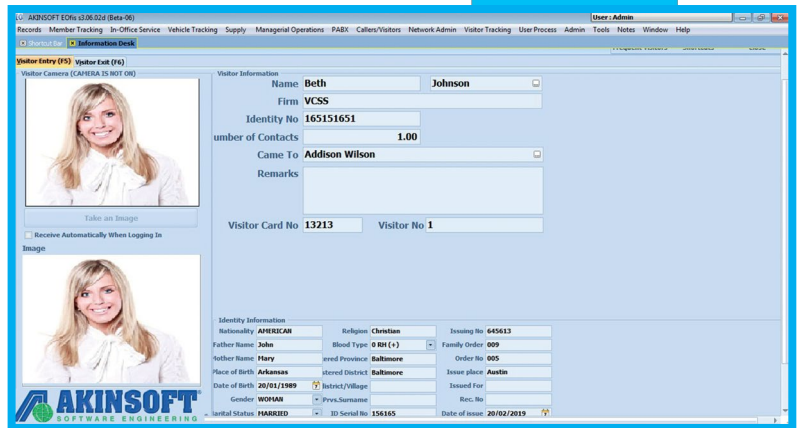 AKINSOFT EOfis s3.06.02d (Beta-06) User : Admin
Records Member Tracking In-Office Service Vehicle Tracking Supply Managerial Operations PABX Callers/Visitors Network Admin Visitor Tracking User Process Admin Tools Notes Window Help
Shortcut Bar Information Desk
Visitor Entry (F5) Visitor Exit (F6)
Visitor Camera (CAMERA IS NOT ON) Visitor Information
Name Beth Johnson
Firm VCSS
Identity No 165151651
umber of Contacts 1.00
Came To Addison Wilson
Remarks
Take an Image
Visitor Card No 13213 Visitor No 1
Receive Automatically When Logging In
Image
Identity Information
Nationality AMERICAN Religion Christian Issuing No 645613
Father Name John Blood Type 0 RH (+) Family Order 009
Mother Name Mary ered Province Baltimore Order No 005
Place of Birth Arkansas stered District Baltimore Issue place Austin
Date of Birth 20/01/1989 District/Village Issued For
Gender WOMAN Prvs.Surname Rec. No
arital Status MARRIED ID Serial No 156165 Date of issue 20/02/2019
AKINSOFT
SOFTWARE ENGINEERING